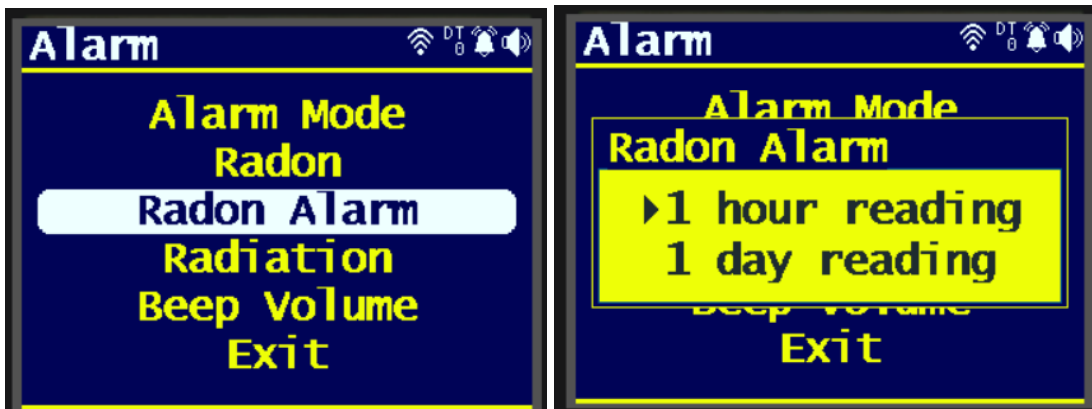 Alarm
DT
0
Alarm Mode
Radon
Radon Alarm
Radiation
Beep Volume
Exit
Alarm
DT
0
Alarm Mode
Radon Alarm
1 hour reading
1 day reading
Beep Volume
Exit